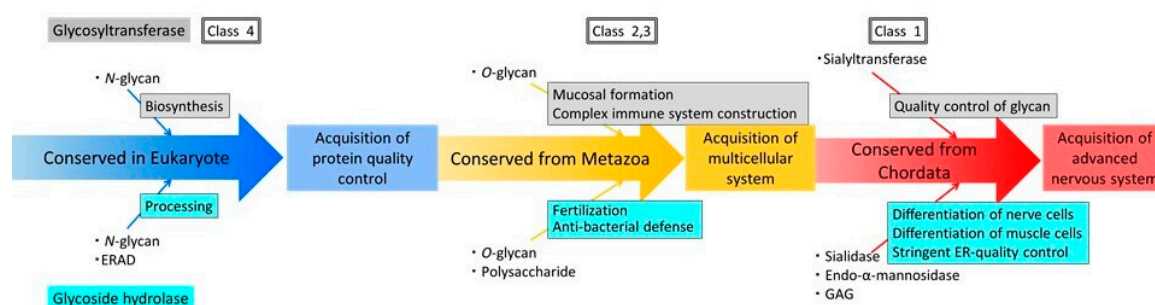 Glycosyltransferase
Class 4
Class 2,3
Class 1
・N-glycan
・O-glycan
・Sialyltransferase
Biosynthesis
Mucosal formation
Complex immune system construction
Quality control of glycan
Conserved in Eukaryote
Acquisition of
protein quality
control
Conserved from Metazoa
Acquisition of
multicellular
system
Conserved from
Chordata
Acquisition of
advanced
nervous system
Processing
Fertilization
Anti-bacterial defense
Differentiation of nerve cells
Differentiation of muscle cells
Stringent ER-quality control
・N-glycan
・ERAD
・O-glycan
・Polysaccharide
・Sialidase
・Endo-α-mannosidase
・GAG
Glycoside hydrolase